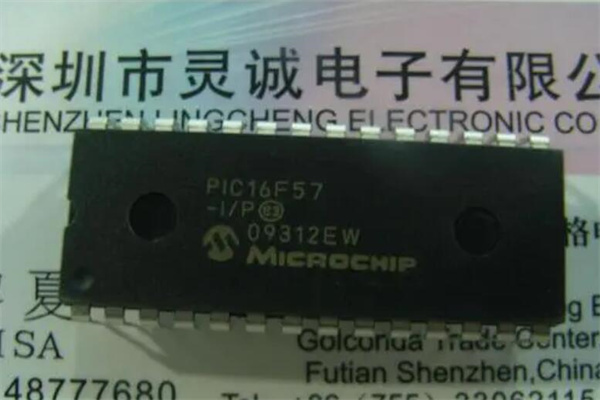 深圳市灵诚电子有限公
SHENZHEN LINGCHENG ELECTRONIC CO
PIC16F57
-I/P e3
09312EW
MICROCHIP
夏
ISA
Golconda Trade Center
Futian Shenzhen,China
48777680